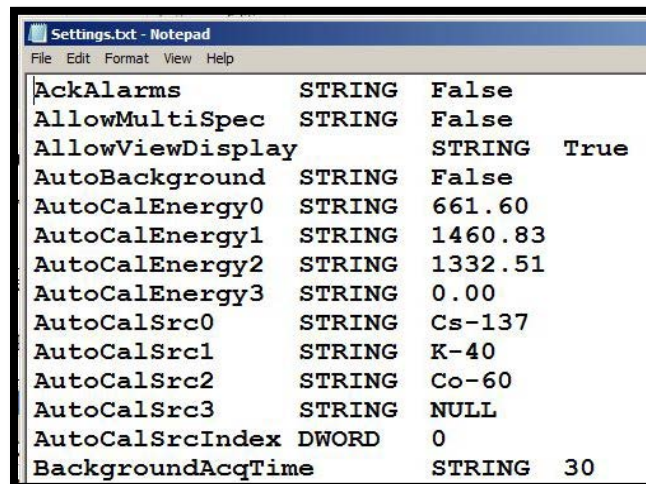 Settings.txt - Notepad
File Edit Format View Help
AckAlarms STRING False
AllowMultiSpec STRING False
AllowViewDisplay STRING True
AutoBackground STRING False
AutoCalEnergy0 STRING 661.60
AutoCalEnergy1 STRING 1460.83
AutoCalEnergy2 STRING 1332.51
AutoCalEnergy3 STRING 0.00
AutoCalSrc0 STRING Cs-137
AutoCalSrc1 STRING K-40
AutoCalSrc2 STRING Co-60
AutoCalSrc3 STRING NULL
AutoCalSrcIndex DWORD 0
BackgroundAcqTime STRING 30